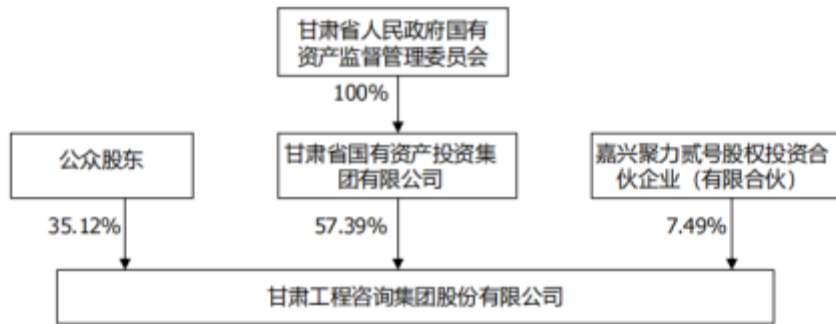 甘肃省人民政府国有
资产监督管理委员会
100%
公众股东
甘肃省国有资产投资集
团有限公司
嘉兴聚力贰号股权投资合
伙企业（有限合伙）
35.12%
57.39%
7.49%
甘肃工程咨询集团股份有限公司